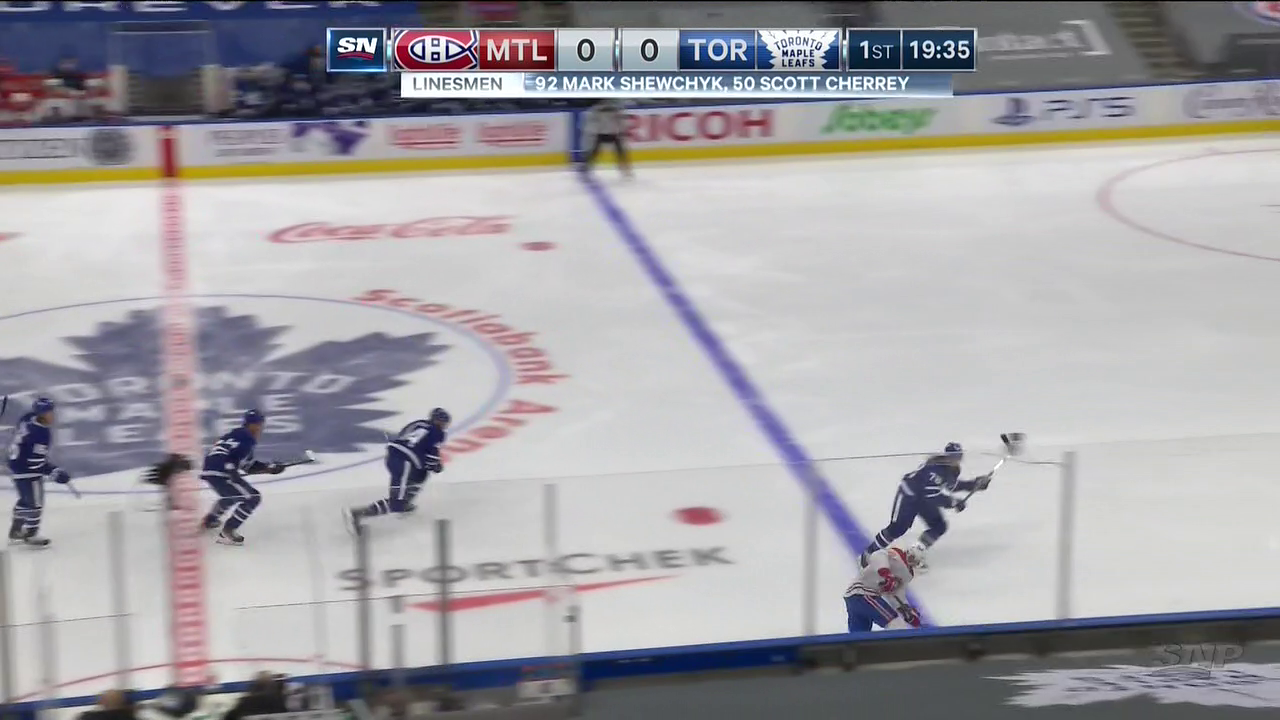 SN MTL 0 0 TOR TORONTO MAPLE LEAFS 1ST 19:35
LINESMEN 92 MARK SHEWCHYK, 50 SCOTT CHERREY
RICOH Sobeys PS5
Coca-Cola
Scotiabank Arena
TORONTO
MAPLE
LEAFS
SPORTCHEK
SNP